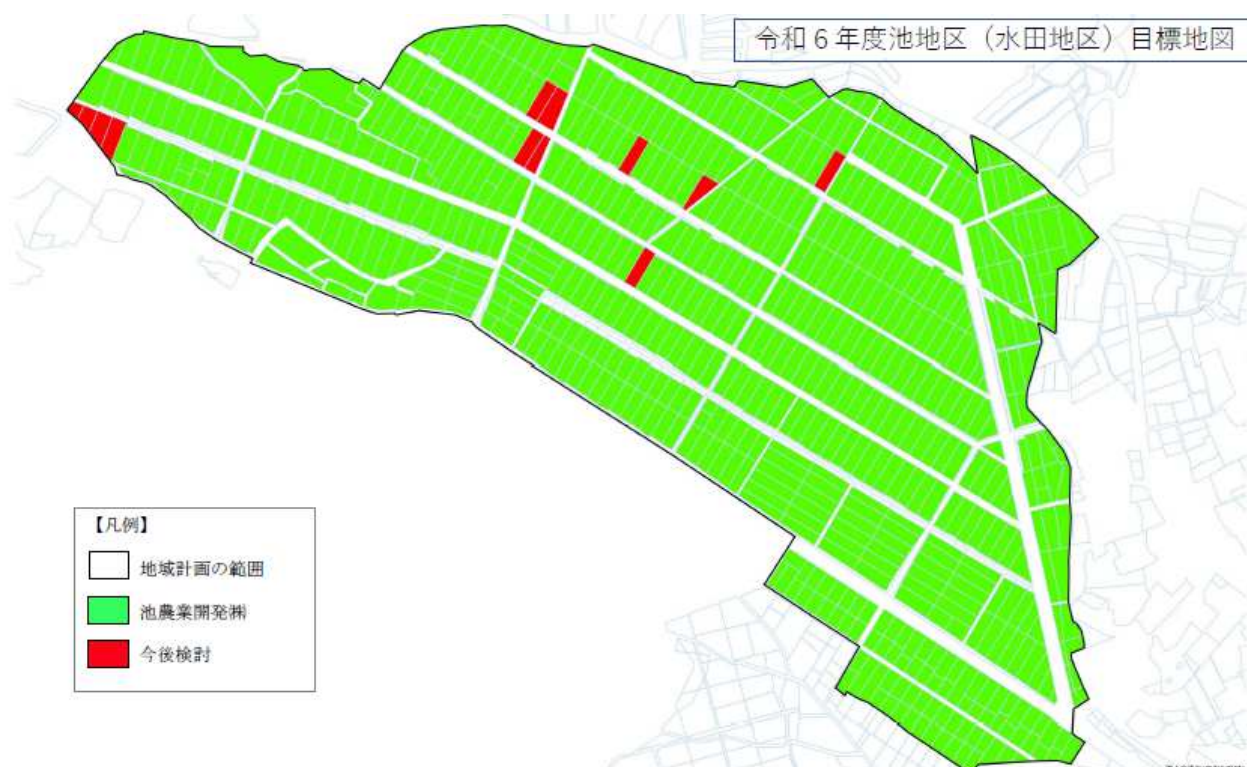 令和６年度池地区（水田地区）目標地図
【凡例】
地域計画の範囲
池農業開発㈱
今後検討